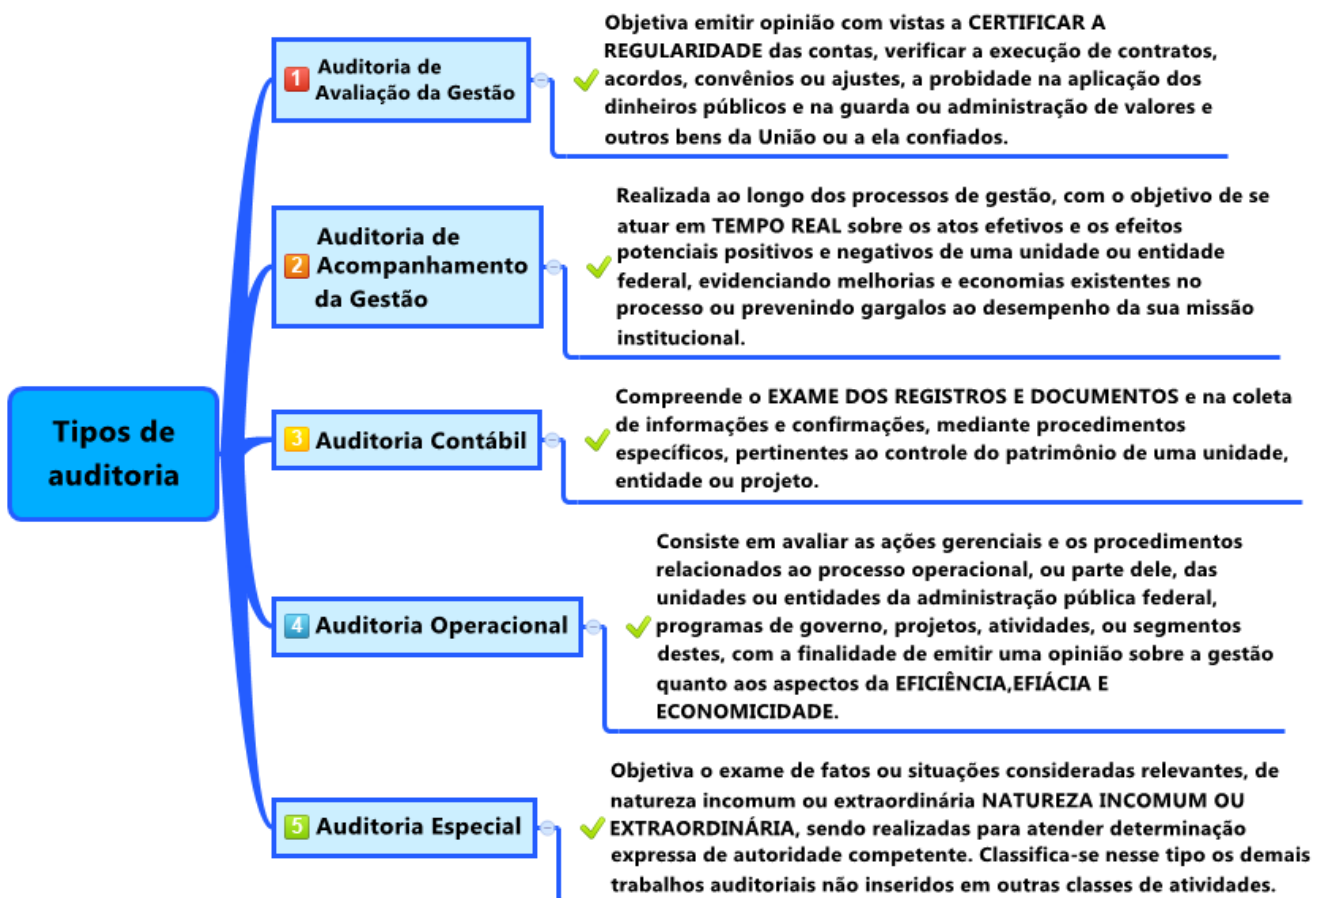 Tipos de
auditoria
1
Auditoria de
Avaliação da Gestão
Objetiva emitir opinião com vistas a CERTIFICAR A
REGULARIDADE das contas, verificar a execução de contratos,
acordos, convênios ou ajustes, a probidade na aplicação dos
dinheiros públicos e na guarda ou administração de valores e
outros bens da União ou a ela confiados.
2
Auditoria de
Acompanhamento
da Gestão
Realizada ao longo dos processos de gestão, com o objetivo de se
atuar em TEMPO REAL sobre os atos efetivos e os efeitos
potenciais positivos e negativos de uma unidade ou entidade
federal, evidenciando melhorias e economias existentes no
processo ou prevenindo gargalos ao desempenho da sua missão
institucional.
3
Auditoria Contábil
Compreende o EXAME DOS REGISTROS E DOCUMENTOS e na coleta
de informações e confirmações, mediante procedimentos
específicos, pertinentes ao controle do patrimônio de uma unidade,
entidade ou projeto.
4
Auditoria Operacional
Consiste em avaliar as ações gerenciais e os procedimentos
relacionados ao processo operacional, ou parte dele, das
unidades ou entidades da administração pública federal,
programas de governo, projetos, atividades, ou segmentos
destes, com a finalidade de emitir uma opinião sobre a gestão
quanto aos aspectos da EFICIÊNCIA,EFIÁCIA E
ECONOMICIDADE.
5
Auditoria Especial
Objetiva o exame de fatos ou situações consideradas relevantes, de
natureza incomum ou extraordinária NATUREZA INCOMUM OU
EXTRAORDINÁRIA, sendo realizadas para atender determinação
expressa de autoridade competente. Classifica-se nesse tipo os demais
trabalhos auditoriais não inseridos em outras classes de atividades.